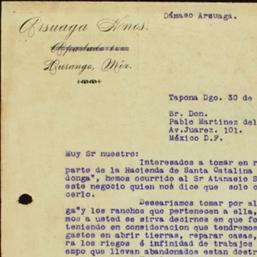 Dámaso Arzuaga.
Arsuaga Hnos.
Durango, Méx.
Tapona Dgo. 30 de
Sr. Don.
Pablo Martinez del
Av.Juarez. 101.
México D.F.
Muy Sr nuestro:
Interesados a tomar en r
parte de la Hacienda de Santa Catalina
donga", hemos ocurrido al Sr Atanasio S
este negocio quien nos dice que solo c
cerlo.
Desearíamos tomar por al
ga" y los ranchos que pertenecen a ella,
mos a usted se sirva decirnos en que fo
teniendo en consideracion que tendremos
gastos en abrir tierras, reparar casas,
ra los riegos é infinidad de trabajos
empo que llevan abandonados estan destr